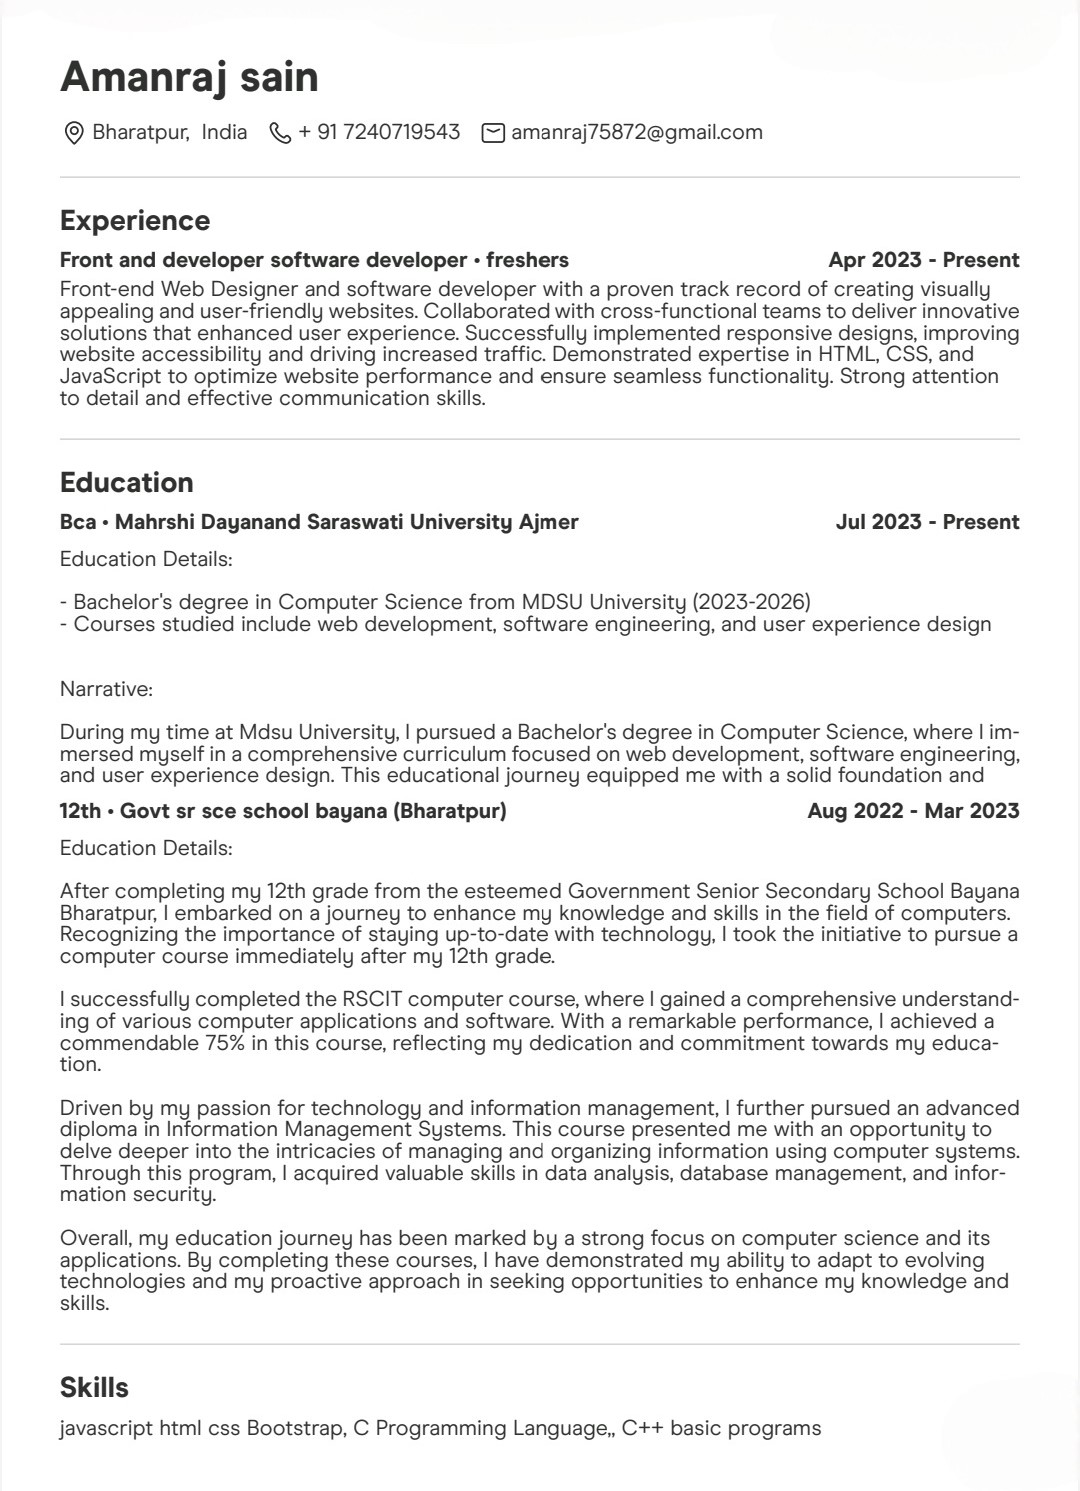 Amanraj sain
Bharatpur, India + 91 7240719543 amanraj75872@gmail.com
Experience
Front and developer software developer • freshers Apr 2023 - Present
Front-end Web Designer and software developer with a proven track record of creating visually
appealing and user-friendly websites. Collaborated with cross-functional teams to deliver innovative
solutions that enhanced user experience. Successfully implemented responsive designs, improving
website accessibility and driving increased traffic. Demonstrated expertise in HTML, CSS, and
JavaScript to optimize website performance and ensure seamless functionality. Strong attention
to detail and effective communication skills.
Education
Bca • Mahrshi Dayanand Saraswati University Ajmer Jul 2023 - Present
Education Details:
- Bachelor's degree in Computer Science from MDSU University (2023-2026)
- Courses studied include web development, software engineering, and user experience design
Narrative:
During my time at Mdsu University, I pursued a Bachelor's degree in Computer Science, where I im-
mersed myself in a comprehensive curriculum focused on web development, software engineering,
and user experience design. This educational journey equipped me with a solid foundation and
12th • Govt sr sce school bayana (Bharatpur) Aug 2022 - Mar 2023
Education Details:
After completing my 12th grade from the esteemed Government Senior Secondary School Bayana
Bharatpur, I embarked on a journey to enhance my knowledge and skills in the field of computers.
Recognizing the importance of staying up-to-date with technology, I took the initiative to pursue a
computer course immediately after my 12th grade.
I successfully completed the RSCIT computer course, where I gained a comprehensive understand-
ing of various computer applications and software. With a remarkable performance, I achieved a
commendable 75% in this course, reflecting my dedication and commitment towards my educa-
tion.
Driven by my passion for technology and information management, I further pursued an advanced
diploma in Information Management Systems. This course presented me with an opportunity to
delve deeper into the intricacies of managing and organizing information using computer systems.
Through this program, I acquired valuable skills in data analysis, database management, and infor-
mation security.
Overall, my education journey has been marked by a strong focus on computer science and its
applications. By completing these courses, I have demonstrated my ability to adapt to evolving
technologies and my proactive approach in seeking opportunities to enhance my knowledge and
skills.
Skills
javascript html css Bootstrap, C Programming Language,, C++ basic programs